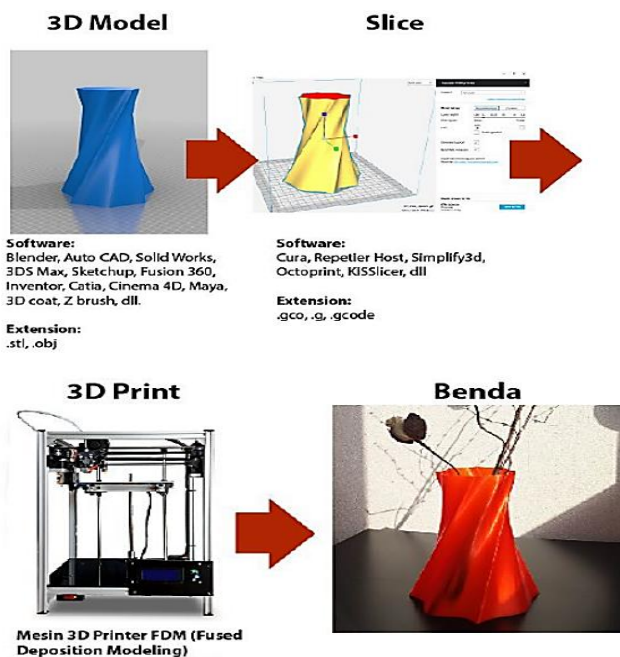 3D Model
Slice
Software:
Blender, Auto CAD, Solid Works,
3DS Max, Sketchup, Fusion 360,
Inventor, Catia, Cinema 4D, Maya,
3D coat, Z brush, dll.
Extension:
.stl, .obj
Software:
Cura, Repetier Host, Simplify3d,
Octoprint, KISSlicer, dll
Extension:
.gco, .g, .gcode
3D Print
Benda
Mesin 3D Printer FDM (Fused
Deposition Modeling)